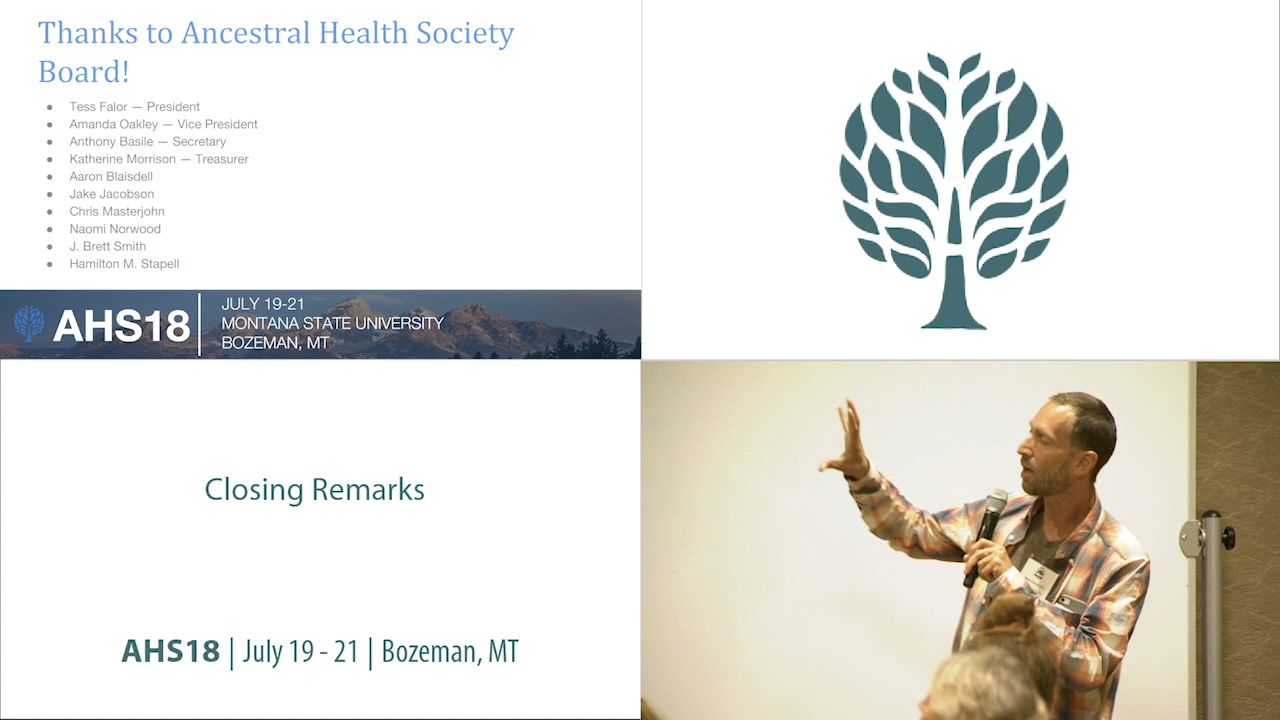 Thanks to Ancestral Health Society
Board!
● Tess Falor — President
● Amanda Oakley — Vice President
● Anthony Basile — Secretary
● Katherine Morrison — Treasurer
● Aaron Blaisdell
● Jake Jacobson
● Chris Masterjohn
● Naomi Norwood
● J. Brett Smith
● Hamilton M. Stapell
AHS18
JULY 19-21
MONTANA STATE UNIVERSITY
BOZEMAN, MT
Closing Remarks
AHS18 | July 19 - 21 | Bozeman, MT